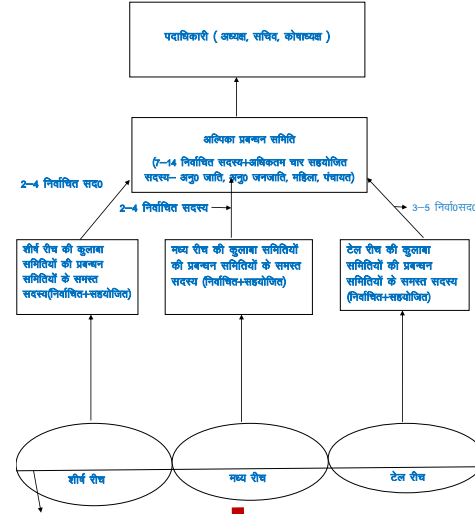 पदाधिकारी ( अध्यक्ष, सचिव, कोषाध्यक्ष )
अल्पिका प्रबन्धन समिति
(7–14 निर्वाचित सदस्य+अधिकतम चार सहयोजित
सदस्य– अनु0 जाति, अनु0 जनजाति, महिला, पंचायत)
2–4 निर्वाचित सद0
2–4 निर्वाचित सदस्य
3–5 निर्वा0सद0
शीर्ष रीच की कुलाबा
समितियों की प्रबन्धन
समितियों के समस्त
सदस्य(निर्वाचित+सहयोजित)
मध्य रीच की कुलाबा समितियों
की प्रबन्धन समितियों के समस्त
सदस्य (निर्वाचित+सहयोजित)
टेल रीच की कुलाबा
समितियों की प्रबन्धन
समितियों के समस्त सदस्य
(निर्वाचित+सहयोजित)
शीर्ष रीच
मध्य रीच
टेल रीच